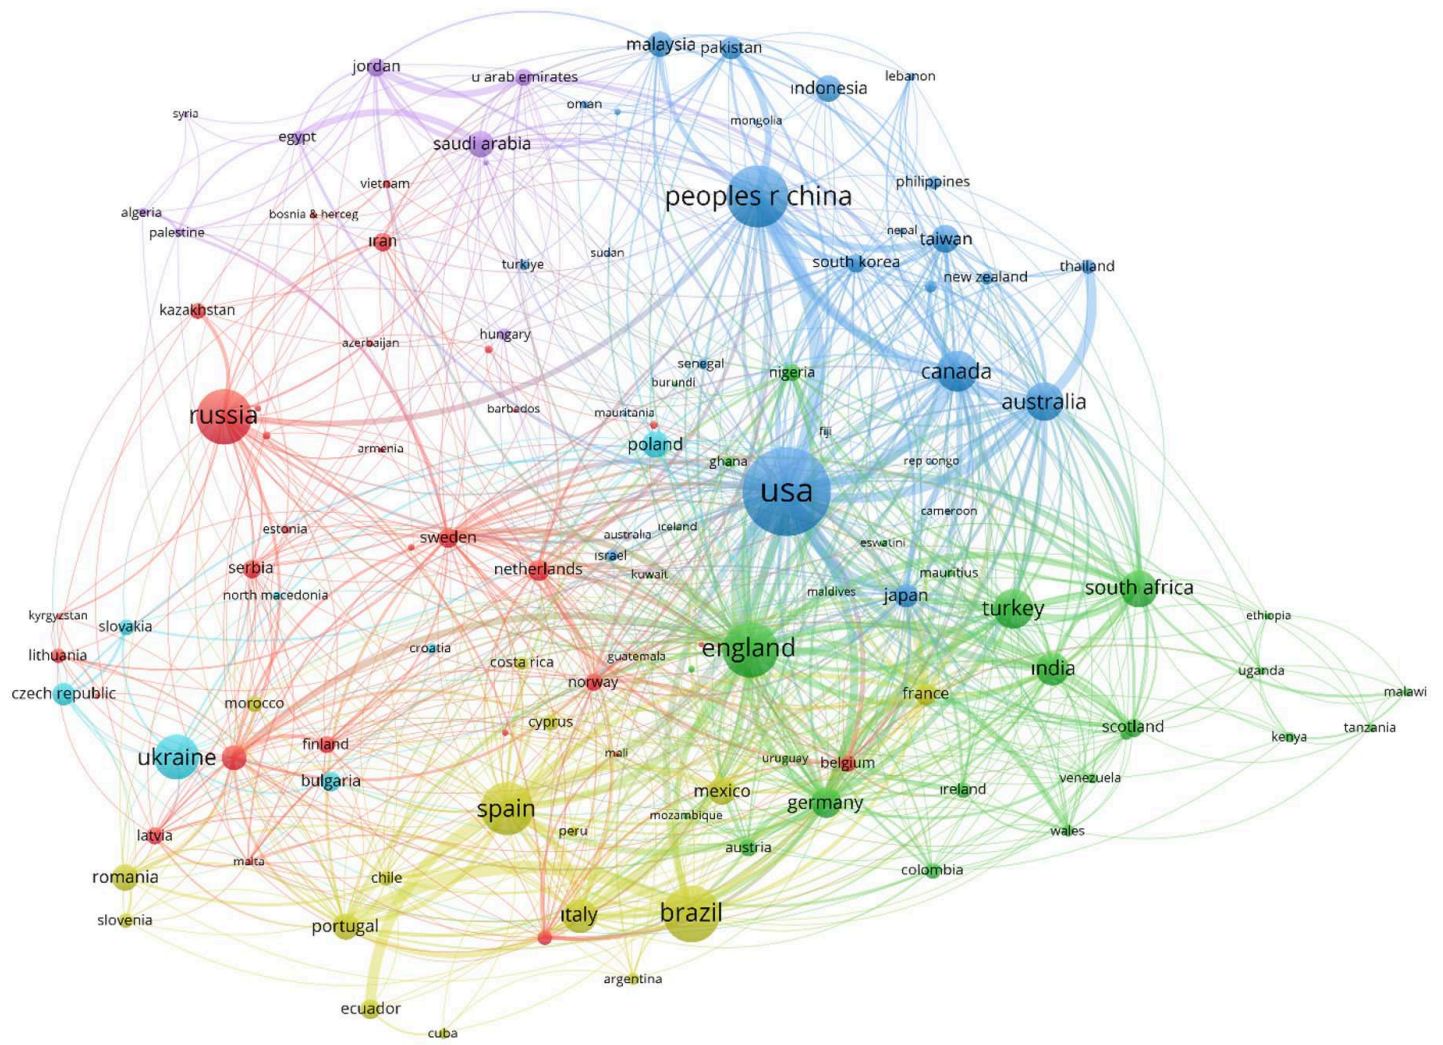 malaysia
pakistan
jordan
u arab emirates
lebanon
indonesia
oman
syria
mongolia
egypt
saudi arabia
vietnam
philippines
peoples r china
algeria
bosnia & herceg
palestine
nepal
taiwan
iran
sudan
turkiye
south korea
thailand
new zealand
kazakhstan
hungary
azerbaijan
senegal
nigeria
canada
burundi
australia
barbados
mauritania
russia
fiji
poland
armenia
ghana
rep congo
usa
cameroon
estonia
iceland
australia
sweden
eswatini
israel
serbia
netherlands
kuwait
mauritius
south africa
maldives
north macedonia
japan
turkey
kyrgyzstan
ethiopia
slovakia
croatia
england
lithuania
guatemala
costa rica
india
uganda
norway
czech republic
france
malawi
morocco
cyprus
scotland
tanzania
kenya
finland
mali
ukraine
uruguay
belgium
bulgaria
venezuela
mexico
ireland
germany
spain
mozambique
peru
wales
latvia
austria
malta
colombia
romania
chile
brazil
italy
slovenia
portugal
argentina
ecuador
cuba